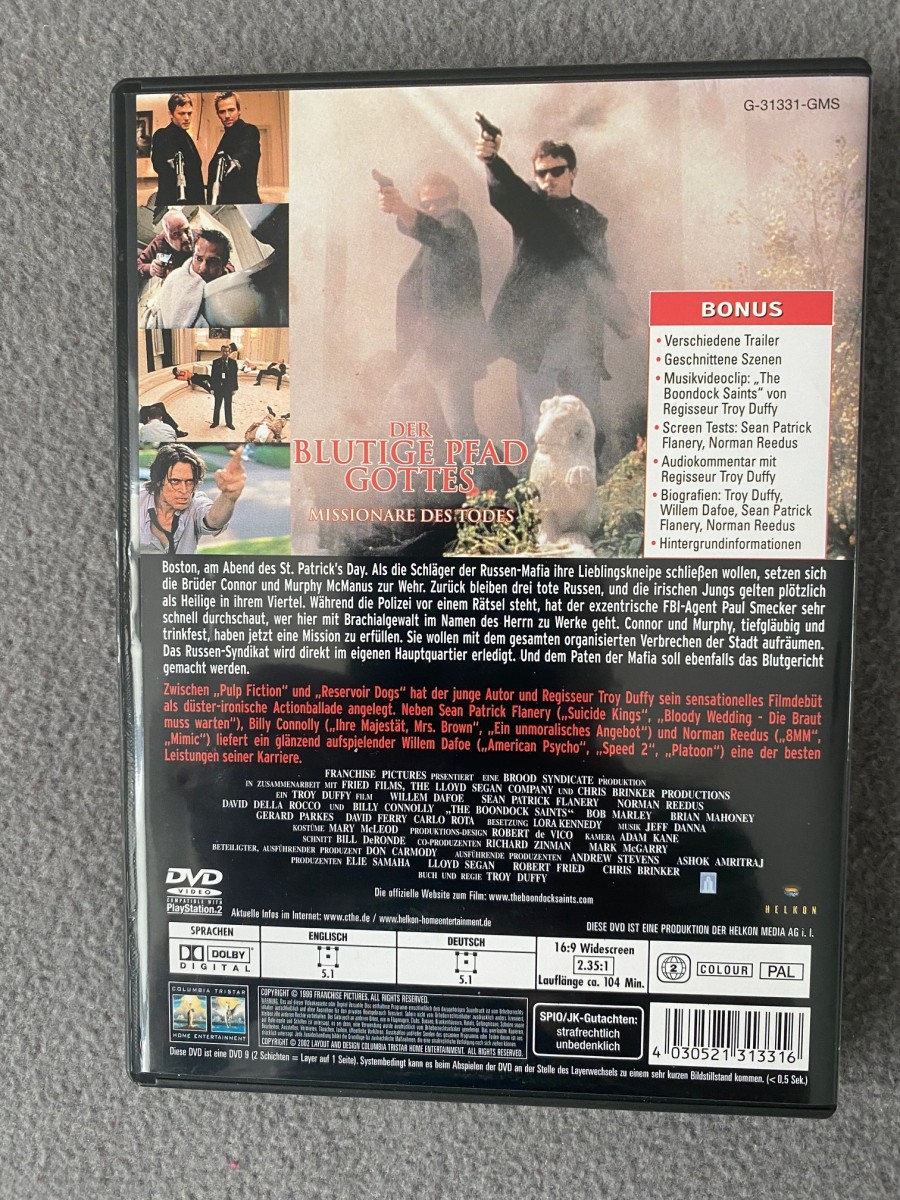 G-31331-GMS
BONUS
• Verschiedene Trailer
• Geschnittene Szenen
• Musikvideoclip: „The
Boondock Saints" von
Regisseur Troy Duffy
• Screen Tests: Sean Patrick
Flanery, Norman Reedus
• Audiokommentar mit
Regisseur Troy Duffy
• Biografien: Troy Duffy,
Willem Dafoe, Sean Patrick
Flanery, Norman Reedus
• Hintergrundinformationen
DER
BLUTIGE PFAD
GOTTES
MISSIONARE DES TODES
Boston, am Abend des St. Patrick's Day. Als die Schläger der Russen-Mafia ihre Lieblingskneipe schließen wollen, setzen sich
die Brüder Connor und Murphy McManus zur Wehr. Zurück bleiben drei tote Russen, und die irischen Jungs gelten plötzlich
als Heilige in ihrem Viertel. Während die Polizei vor einem Rätsel steht, hat der exzentrische FBI-Agent Paul Smecker sehr
schnell durchschaut, wer hier mit Brachialgewalt im Namen des Herrn zu Werke geht. Connor und Murphy, tiefgläubig und
trinkfest, haben jetzt eine Mission zu erfüllen. Sie wollen mit dem gesamten organisierten Verbrechen der Stadt aufräumen.
Das Russen-Syndikat wird direkt im eigenen Hauptquartier erledigt. Und dem Paten der Mafia soll ebenfalls das Blutgericht
gemacht werden.
Zwischen „Pulp Fiction" und „Reservoir Dogs" hat der junge Autor und Regisseur Troy Duffy sein sensationelles Filmdebüt
als düster-ironische Actionballade angelegt. Neben Sean Patrick Flanery („Suicide Kings", „Bloody Wedding - Die Braut
muss warten"), Billy Connolly („Ihre Majestät, Mrs. Brown", „Ein unmoralisches Angebot") und Norman Reedus („8MM",
„Mimic") liefert ein glänzend aufspielender Willem Dafoe („American Psycho", „Speed 2", „Platoon") eine der besten
Leistungen seiner Karriere.
FRANCHISE PICTURES PRÄSENTIERT EINE BROOD SYNDICATE PRODUKTION
IN ZUSAMMENARBEIT MIT FRIED FILMS, THE LLOYD SEGAN COMPANY UND CHRIS BRINKER PRODUCTIONS
EIN TROY DUFFY FILM WILLEM DAFOE SEAN PATRICK FLANERY NORMAN REEDUS
DAVID DELLA ROCCO UND BILLY CONNOLLY „THE BOONDOCK SAINTS" BOB MARLEY BRIAN MAHONEY
GERARD PARKES DAVID FERRY CARLO ROTA BESETZUNG LORA KENNEDY MUSIK JEFF DANNA
KOSTÜME MARY McLEOD PRODUKTIONS-DESIGN ROBERT de VICO KAMERA ADAM KANE
SCHNITT BILL DeRONDE CO-PRODUZENTEN RICHARD ZINMAN MARK McGARRY
BETEILIGTER, AUSFÜHRENDER PRODUZENT DON CARMODY AUSFÜHRENDE PRODUZENTEN ANDREW STEVENS ASHOK AMRITRAJ
PRODUZENTEN ELIE SAMAHA LLOYD SEGAN ROBERT FRIED CHRIS BRINKER
BUCH UND REGIE TROY DUFFY
DVD
VIDEO
COMPATIBLE WITH
PlayStation.2
Die offizielle Website zum Film: www.theboondocksaints.com
HELKON
Aktuelle Infos im Internet: www.cthe.de / www.helkon-homeentertainment.de
DIESE DVD IST EINE PRODUKTION DER HELKON MEDIA AG i. I.
SPRACHEN
DOLBY
DIGITAL
ENGLISCH
5.1
DEUTSCH
5.1
16:9 Widescreen
2.35:1
Lauflänge ca. 104 Min.
2
COLOUR
PAL
COLUMBIA TRISTAR
HOME ENTERTAINMENT
COPYRIGHT © 1999 FRANCHISE PICTURES. ALL RIGHTS RESERVED.
COPYRIGHT © 2002 LAYOUT AND DESIGN COLUMBIA TRISTAR HOME ENTERTAINMENT. ALL RIGHTS RESERVED.
SPIO/JK-Gutachten:
strafrechtlich
unbedenklich
4 030521 313316
Diese DVD ist eine DVD 9 (2 Schichten = Layer auf 1 Seite). Systembedingt kann es beim Abspielen der DVD an der Stelle des Layerwechsels zu einem sehr kurzen Bildstillstand kommen. (< 0,5 Sek.)